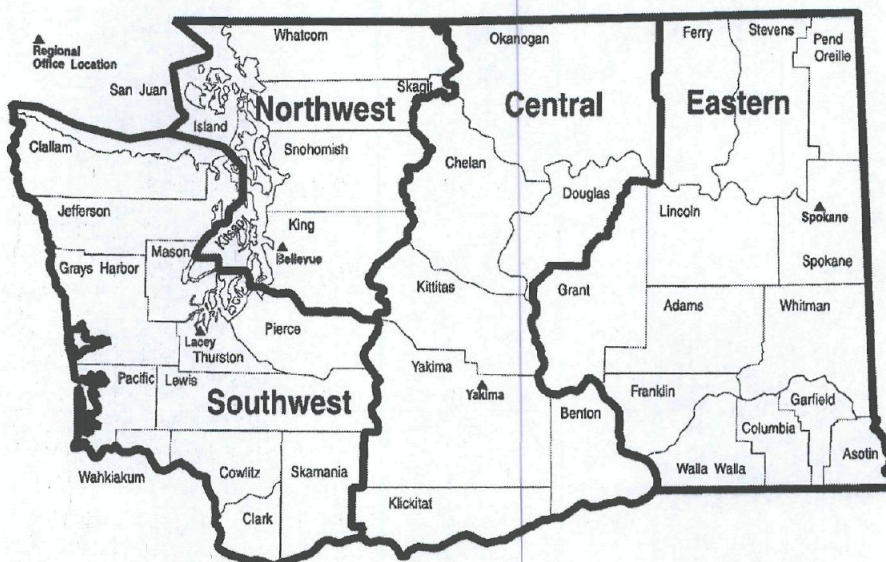 ▲
Regional
Office Location
San Juan
Whatcom
Skagit
Northwest
Island
Snohomish
King
▲
Bellevue
Kitsap
Clallam
Jefferson
Grays Harbor
Mason
▲
Lacey
Thurston
Pierce
Pacific
Lewis
Southwest
Wahkiakum
Cowlitz
Skamania
Clark
Okanogan
Central
Chelan
Douglas
Kittitas
Yakima
▲
Yakima
Benton
Klickitat
Ferry
Stevens
Pend
Oreille
Eastern
Lincoln
▲
Spokane
Spokane
Grant
Adams
Whitman
Franklin
Garfield
Columbia
Walla Walla
Asotin